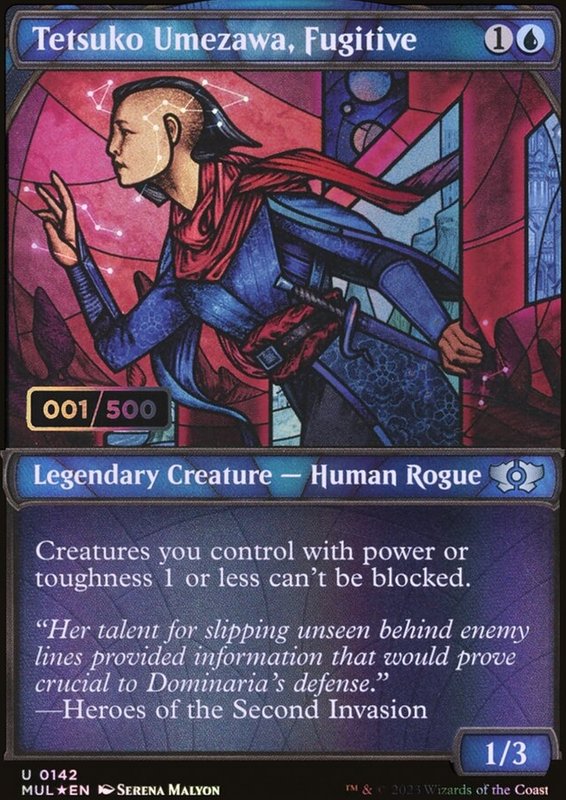 Tetsuko Umezawa, Fugitive 1
001/500
Legendary Creature — Human Rogue
Creatures you control with power or
toughness 1 or less can't be blocked.
“Her talent for slipping unseen behind enemy
lines provided information that would prove
crucial to Dominaria's defense.”
—Heroes of the Second Invasion
1/3
U 0142
MUL★EN Serena Malyon
™ & © 2023 Wizards of the Coast